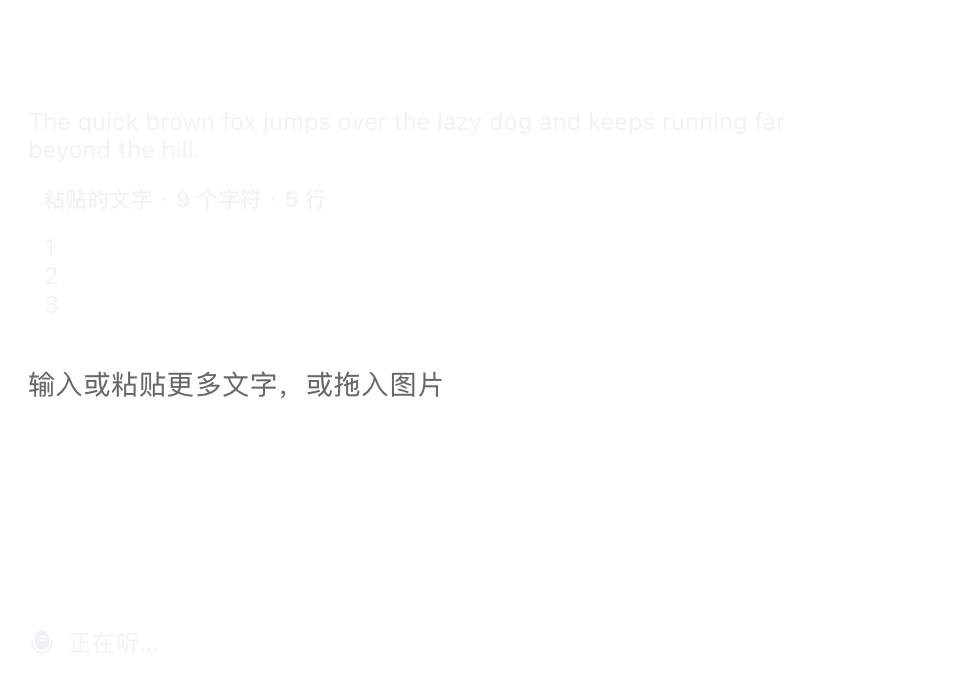 The quick brown fox jumps over the lazy dog and keeps running far
beyond the hill.
粘贴的文字 · 9 个字符 · 5 行
1
2
3
输入或粘贴更多文字，或拖入图片
正在听...